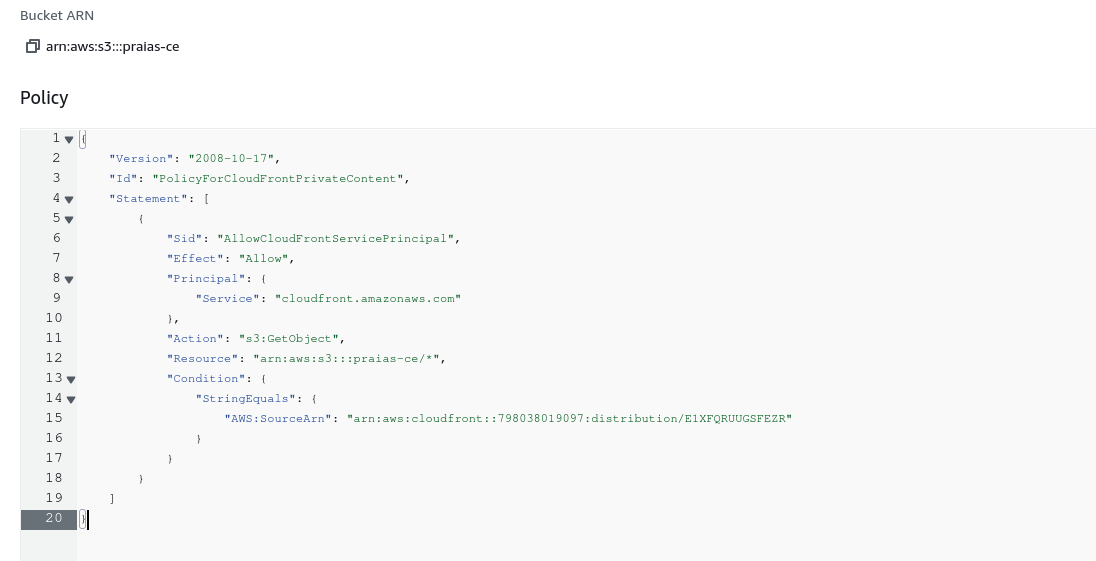 Bucket ARN
arn:aws:s3:::praias-ce
Policy
1 {
2 "Version": "2008-10-17",
3 "Id": "PolicyForCloudFrontPrivateContent",
4 "Statement": [
5 {
6 "Sid": "AllowCloudFrontServicePrincipal",
7 "Effect": "Allow",
8 "Principal": {
9 "Service": "cloudfront.amazonaws.com"
10 },
11 "Action": "s3:GetObject",
12 "Resource": "arn:aws:s3:::praias-ce/*",
13 "Condition": {
14 "StringEquals": {
15 "AWS:SourceArn": "arn:aws:cloudfront::798038019097:distribution/E1XFQRUUGSFEZR"
16 }
17 }
18 }
19 ]
20 }